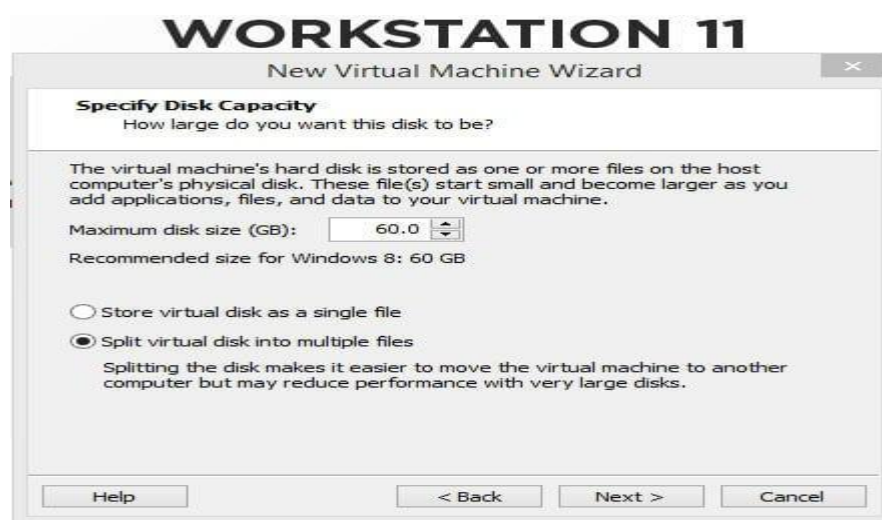 WORKSTATION 11
New Virtual Machine Wizard
Specify Disk Capacity
How large do you want this disk to be?
The virtual machine's hard disk is stored as one or more files on the host
computer's physical disk. These file(s) start small and become larger as you
add applications, files, and data to your virtual machine.
Maximum disk size (GB): 60.0
Recommended size for Windows 8: 60 GB
Store virtual disk as a single file
Split virtual disk into multiple files
Splitting the disk makes it easier to move the virtual machine to another
computer but may reduce performance with very large disks.
Help < Back Next > Cancel